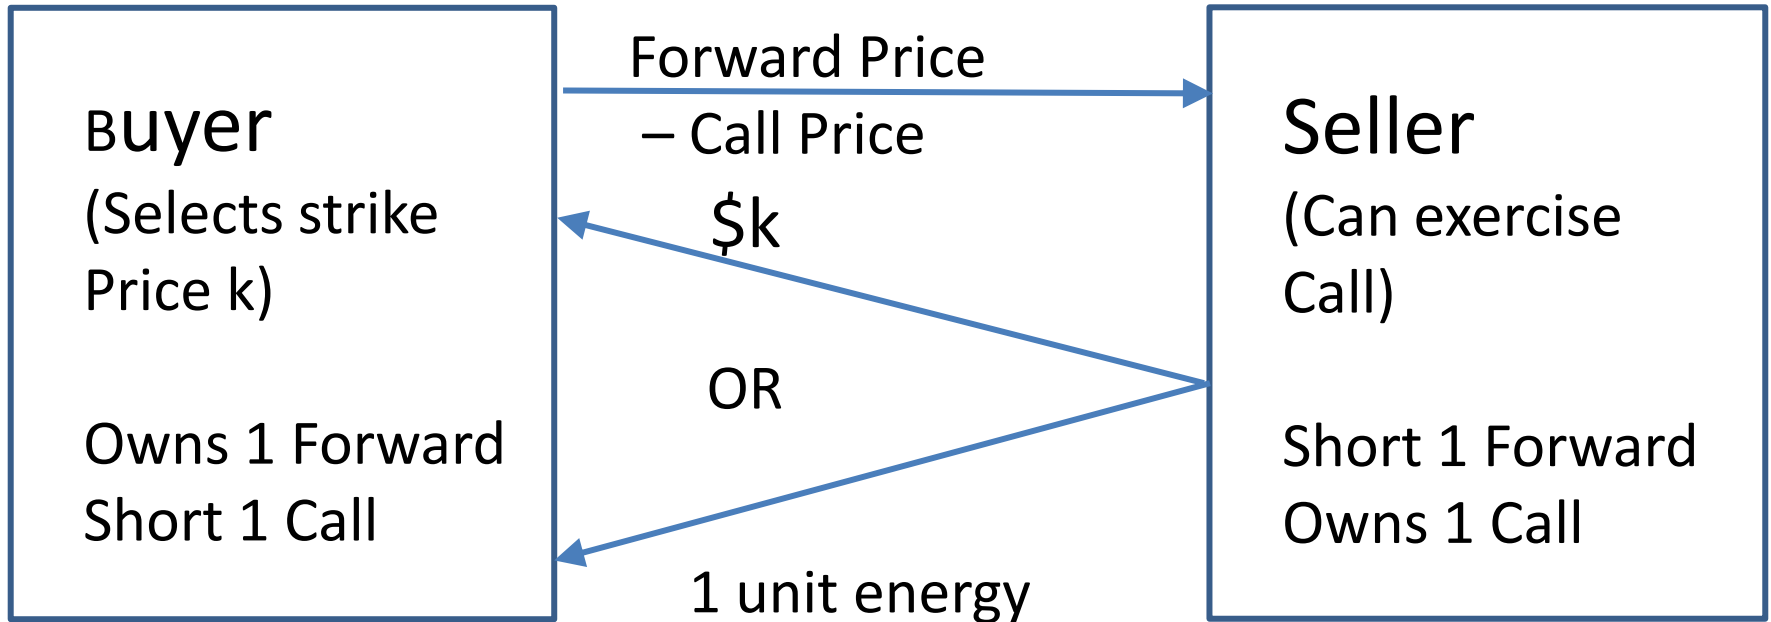 Buyer
(Selects strike
Price k)
Owns 1 Forward
Short 1 Call
Forward Price
– Call Price
$k
OR
1 unit energy
Seller
(Can exercise
Call)
Short 1 Forward
Owns 1 Call